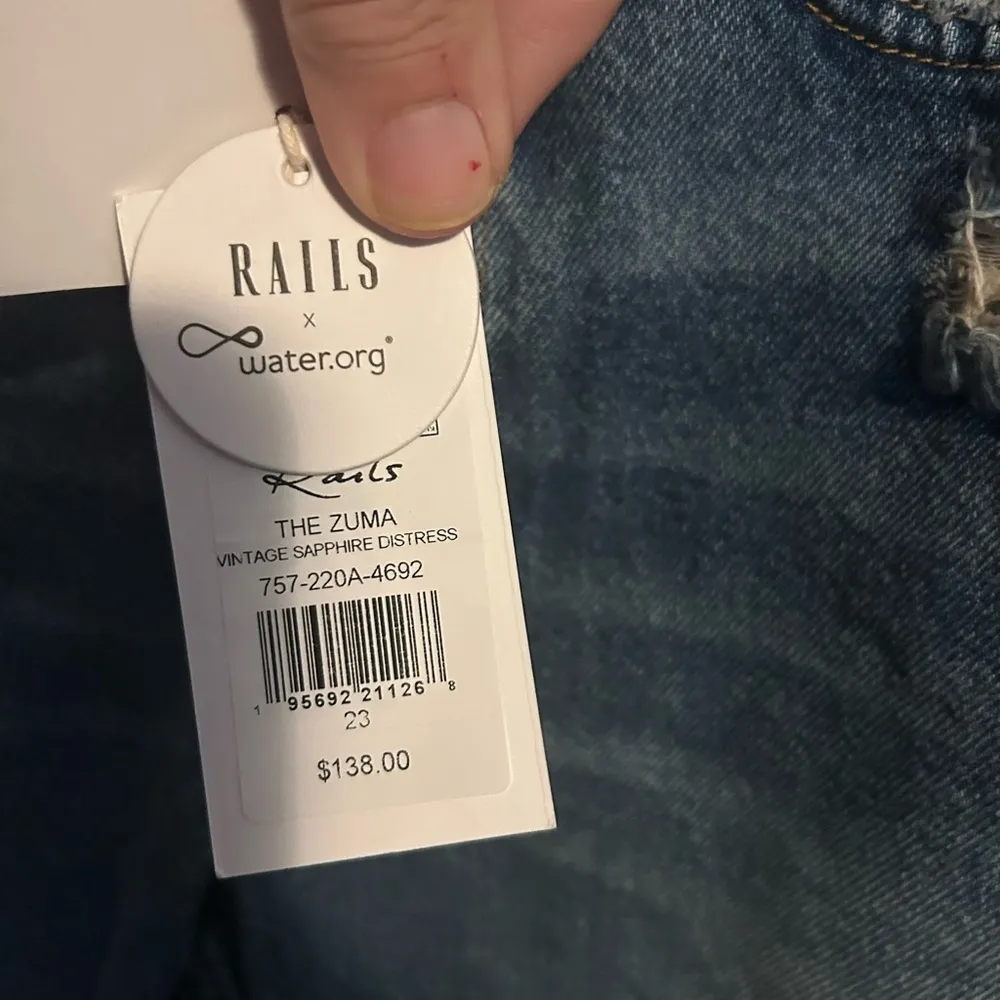 RAILS
x
water.org®
Rails
THE ZUMA
VINTAGE SAPPHIRE DISTRESS
757-220A-4692
1 95692 21126 8
23
$138.00